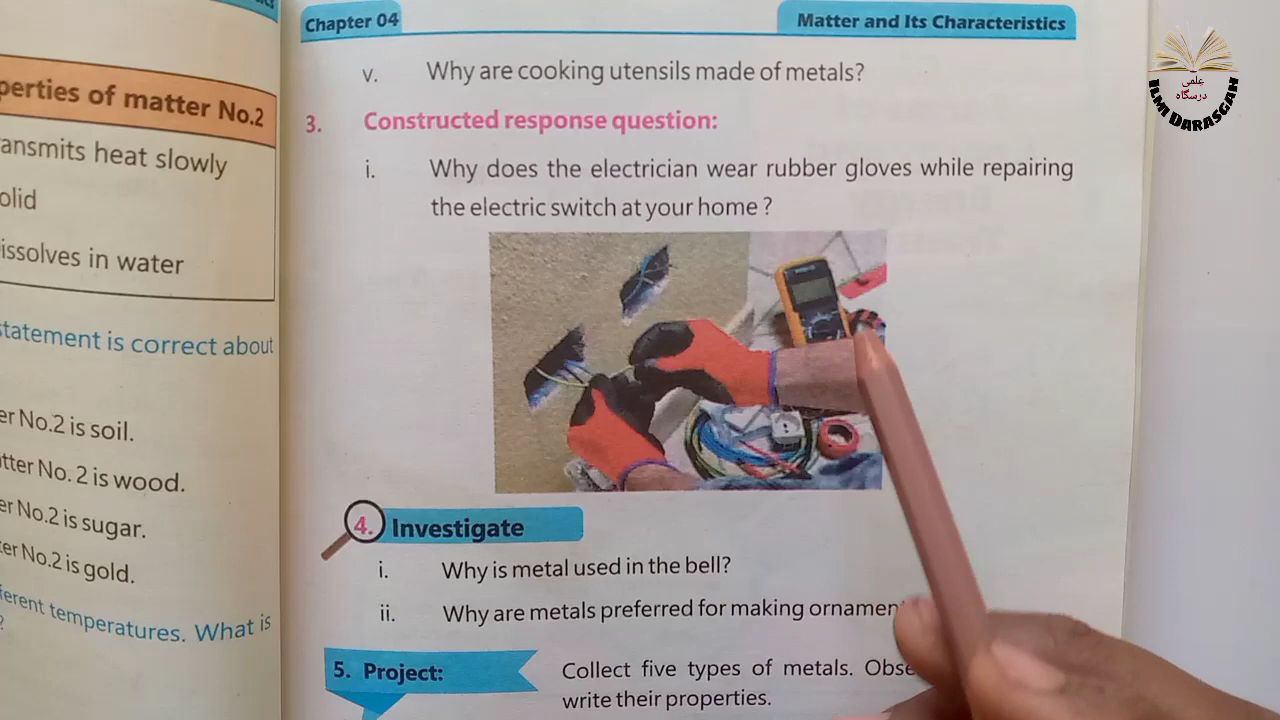 perties of matter No.2
ansmits heat slowly
olid
issolves in water
statement is correct about
er No.2 is soil.
tter No. 2 is wood.
er No.2 is sugar.
er No.2 is gold.
ferent temperatures. What is
?
Chapter 04
Matter and Its Characteristics
v. Why are cooking utensils made of metals?
3. Constructed response question:
i. Why does the electrician wear rubber gloves while repairing
the electric switch at your home ?
4. Investigate
i. Why is metal used in the bell?
ii. Why are metals preferred for making ornamen
5. Project: Collect five types of metals. Obse
write their properties.
علمی
درسگاہ
ILMI DARASGAH